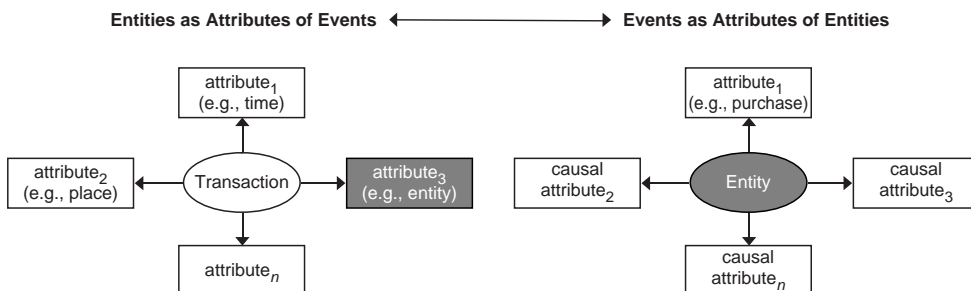 Entities as Attributes of Events
Events as Attributes of Entities
attribute1
(e.g., time)
attribute2
(e.g., place)
Transaction
attribute3
(e.g., entity)
attributen
attribute1
(e.g., purchase)
causal
attribute2
Entity
causal
attribute3
causal
attributen